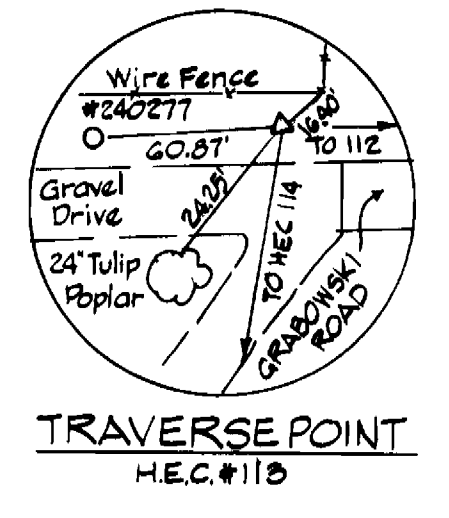 Wire Fence
#240277
60.87'
16.40'
TO 112
Gravel
Drive
24.25'
24" Tulip
Poplar
TO HEC 114
GRABOWSKI
ROAD
TRAVERSE POINT
H.E.C. #113